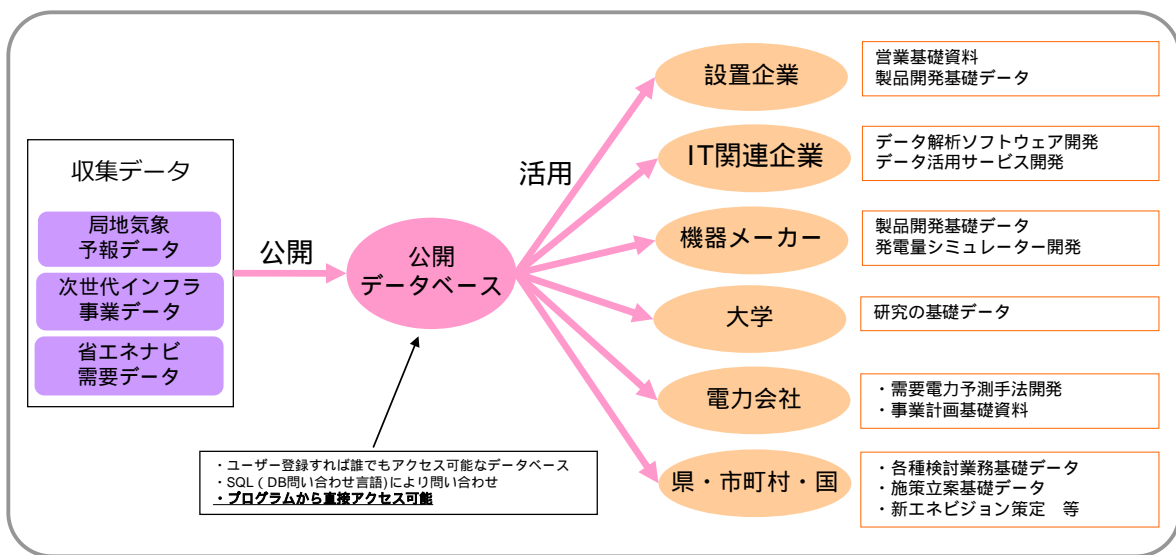 収集データ
局地気象
予報データ
次世代インフラ
事業データ
省エネナビ
需要データ
公開
公開
データベース
・ユーザー登録すれば誰でもアクセス可能なデータベース
・SQL(DB問い合わせ言語)により問い合わせ
・プログラムから直接アクセス可能
活用
設置企業
営業基礎資料
製品開発基礎データ
IT関連企業
データ解析ソフトウェア開発
データ活用サービス開発
機器メーカー
製品開発基礎データ
発電量シミュレーター開発
大学
研究の基礎データ
電力会社
・需要電力予測手法開発
・事業計画基礎資料
県・市町村・国
・各種検討業務基礎データ
・施策立案基礎データ
・新エネビジョン策定 等